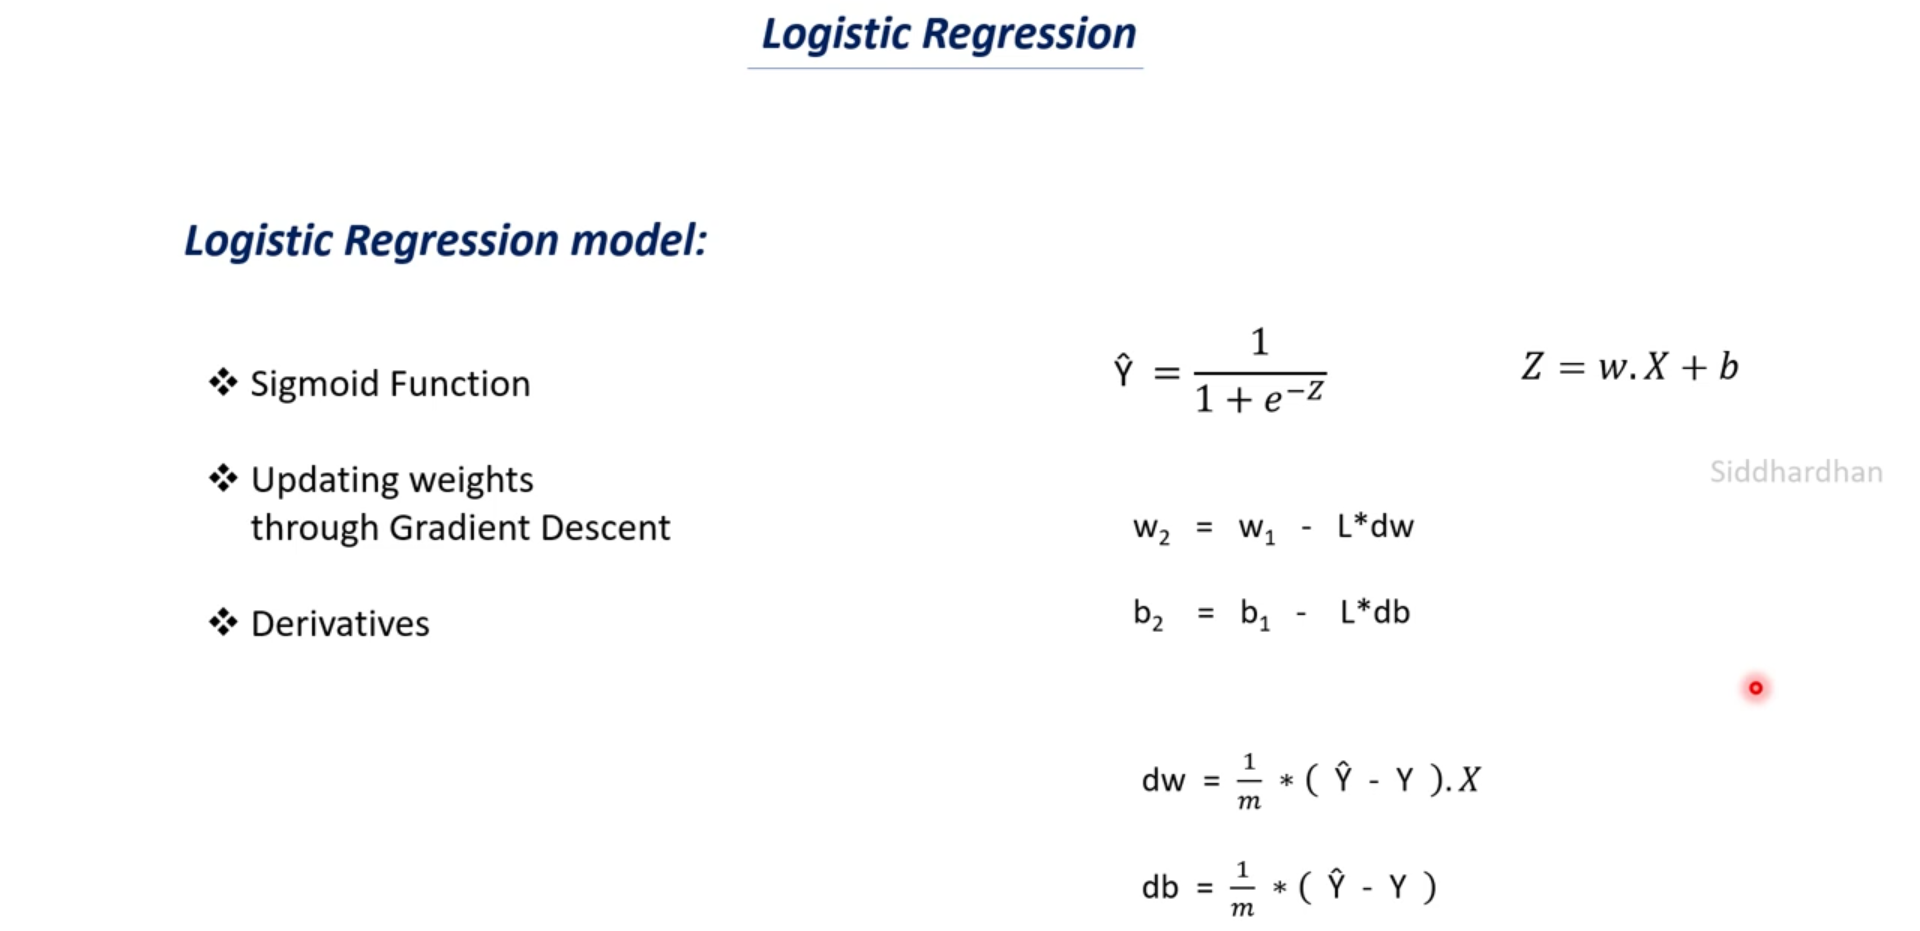 Logistic Regression
Logistic Regression model:
❖ Sigmoid Function
Ŷ = 1 / (1 + e^−Z)
Z = w.X + b
Siddhardhan
❖ Updating weights
through Gradient Descent
w₂ = w₁ - L*dw
b₂ = b₁ - L*db
❖ Derivatives
dw = 1/m * ( Ŷ - Y ).X
db = 1/m * ( Ŷ - Y )